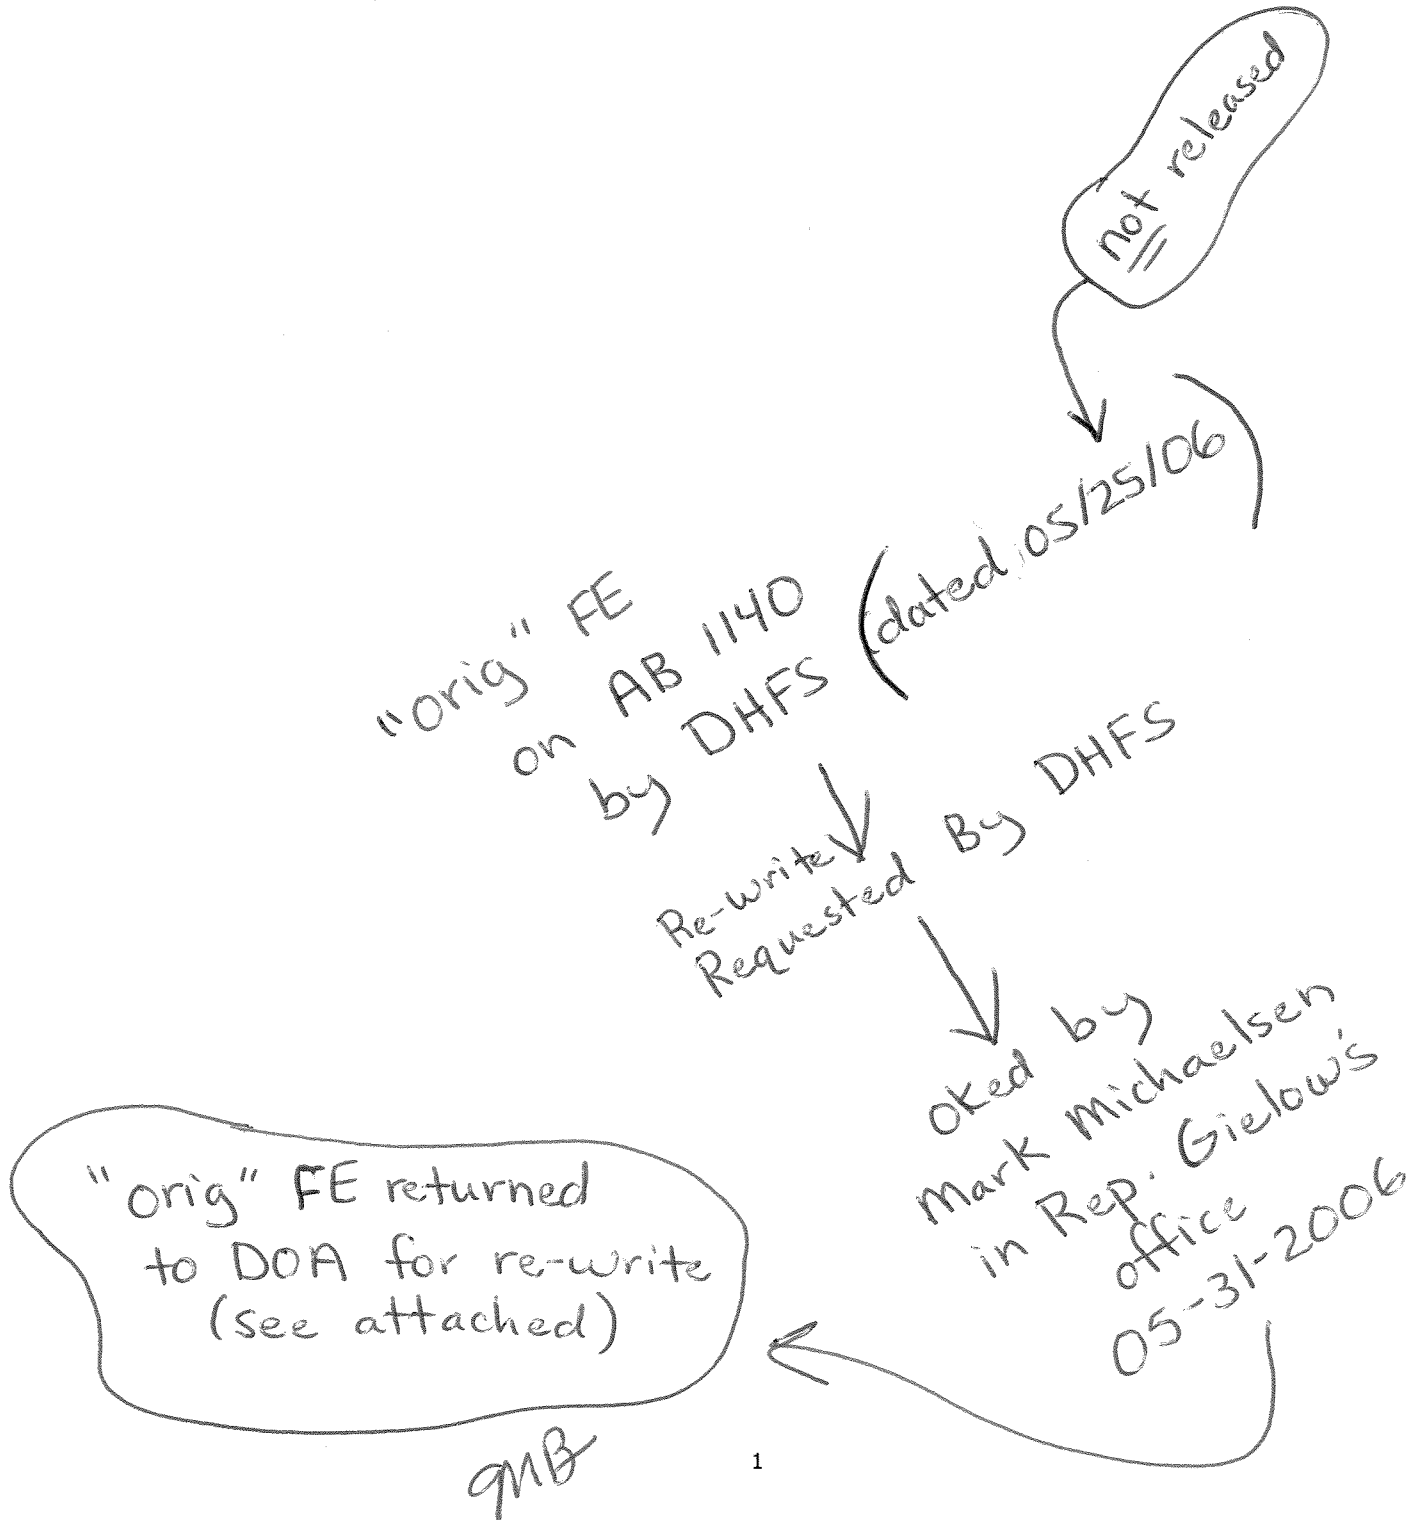 not released
"orig" FE
on AB 1140
by DHFS (dated 05/25/06)
Re-write
Requested By DHFS
OKed by
Mark Michaelsen
in Rep. Gielow's
office
05-31-2006
"orig" FE returned
to DOA for re-write
(see attached)
1